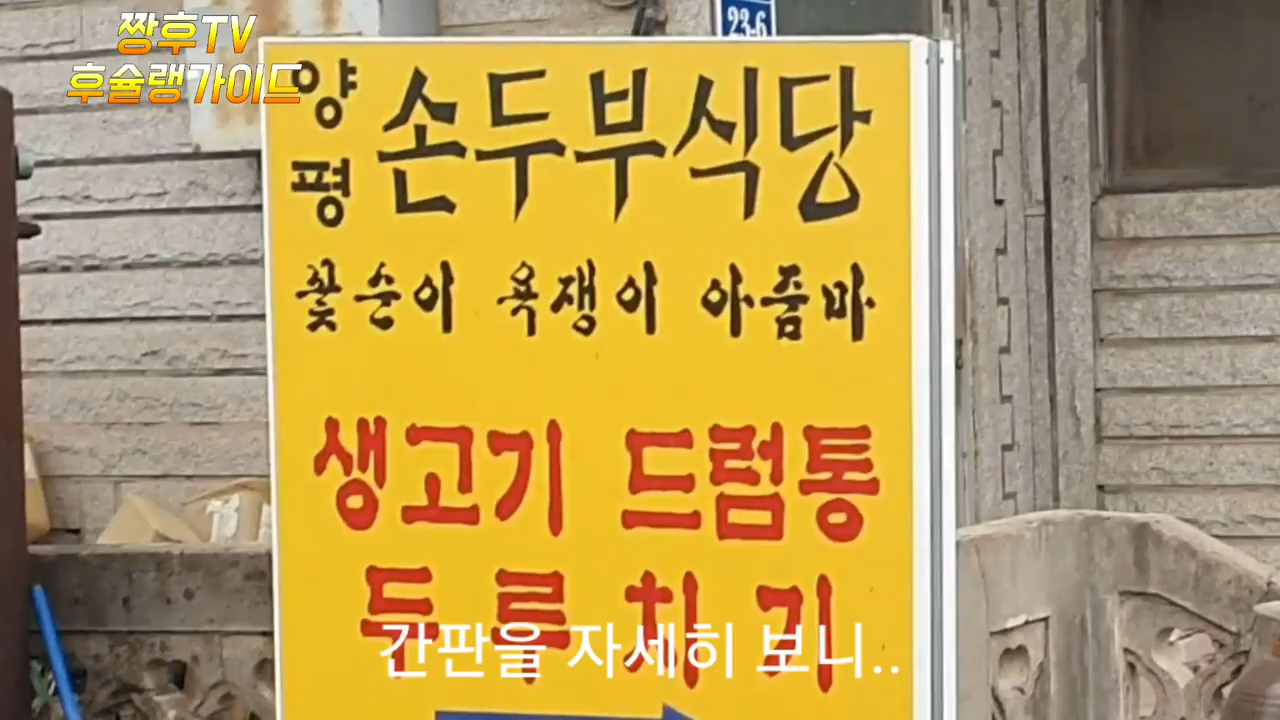 짱후TV
후슐랭가이드
23-6
양평 손두부식당
꽃순이 욕쟁이 아줌마
생고기 드럼통
두루치기
간판을 자세히 보니..